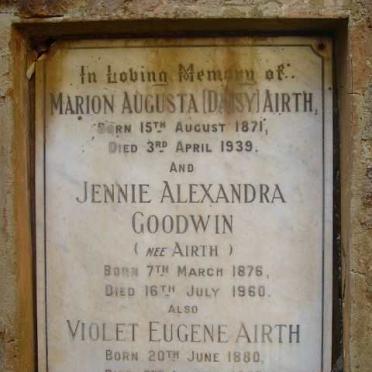 In Loving Memory of
MARION AUGUSTA (DAISY) AIRTH,
BORN 15TH AUGUST 1871,
DIED 3RD APRIL 1939.
AND
JENNIE ALEXANDRA
GOODWIN
(NEE AIRTH)
BORN 7TH MARCH 1876,
DIED 16TH JULY 1960.
ALSO
VIOLET EUGENE AIRTH
BORN 20TH JUNE 1880,
DIED